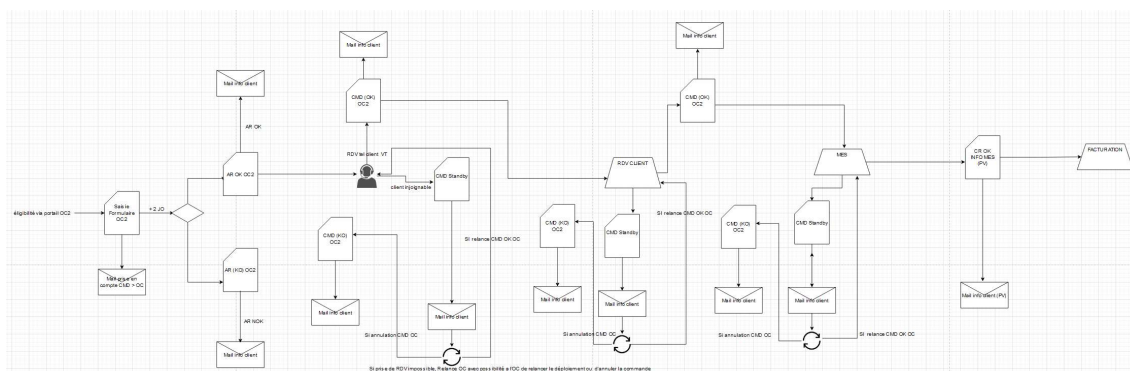 Mail info client
Mail info client
Mail info client
CMD (OK)
OC2
CMD (OK)
OC2
AR OK
RDV tel client VT
AR OK OC2
client injoignable
CMD Standby
RDV CLIENT
MES
CR OK
INFO MES
(PV)
FACTURATION
éligibilité via portail OC2
Saisie
Formulaire
OC2
+ 2 JO
CMD (KO)
OC2
SI relance CMD OK OC
CMD (KO)
OC2
CMD Standby
SI relance CMD OK OC
CMD (KO)
OC2
CMD Standby
Mail prise en
compte CMD > OC
AR (KO) OC2
AR NOK
Mail info client
Mail info client
Mail info client
Mail info client
Mail info client
Mail info client
Mail info client
Mail info client (PV)
Mail info client
Si annulation CMD OC
Si annulation CMD OC
Si annulation CMD OC
SI relance CMD OK OC
Si prise de RDV impossible, Relance OC avec possibilité a l'OC de relancer le déploiement ou d'annuler la commande